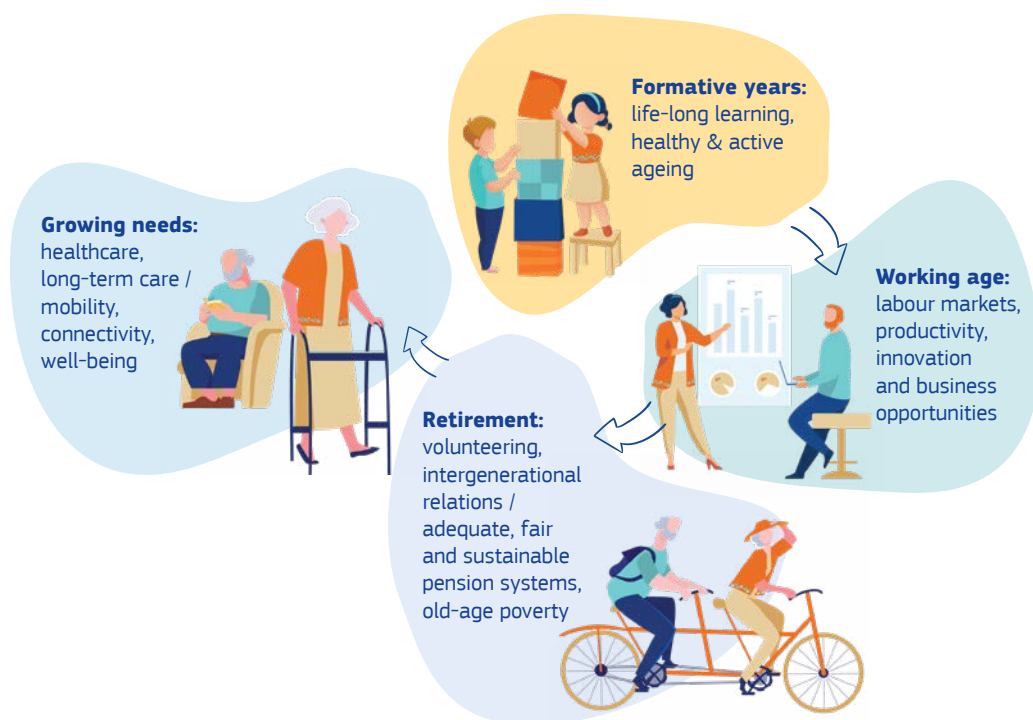 Formative years:
life-long learning,
healthy & active
ageing
Working age:
labour markets,
productivity,
innovation
and business
opportunities
Retirement:
volunteering,
intergenerational
relations /
adequate, fair
and sustainable
pension systems,
old-age poverty
Growing needs:
healthcare,
long-term care /
mobility,
connectivity,
well-being